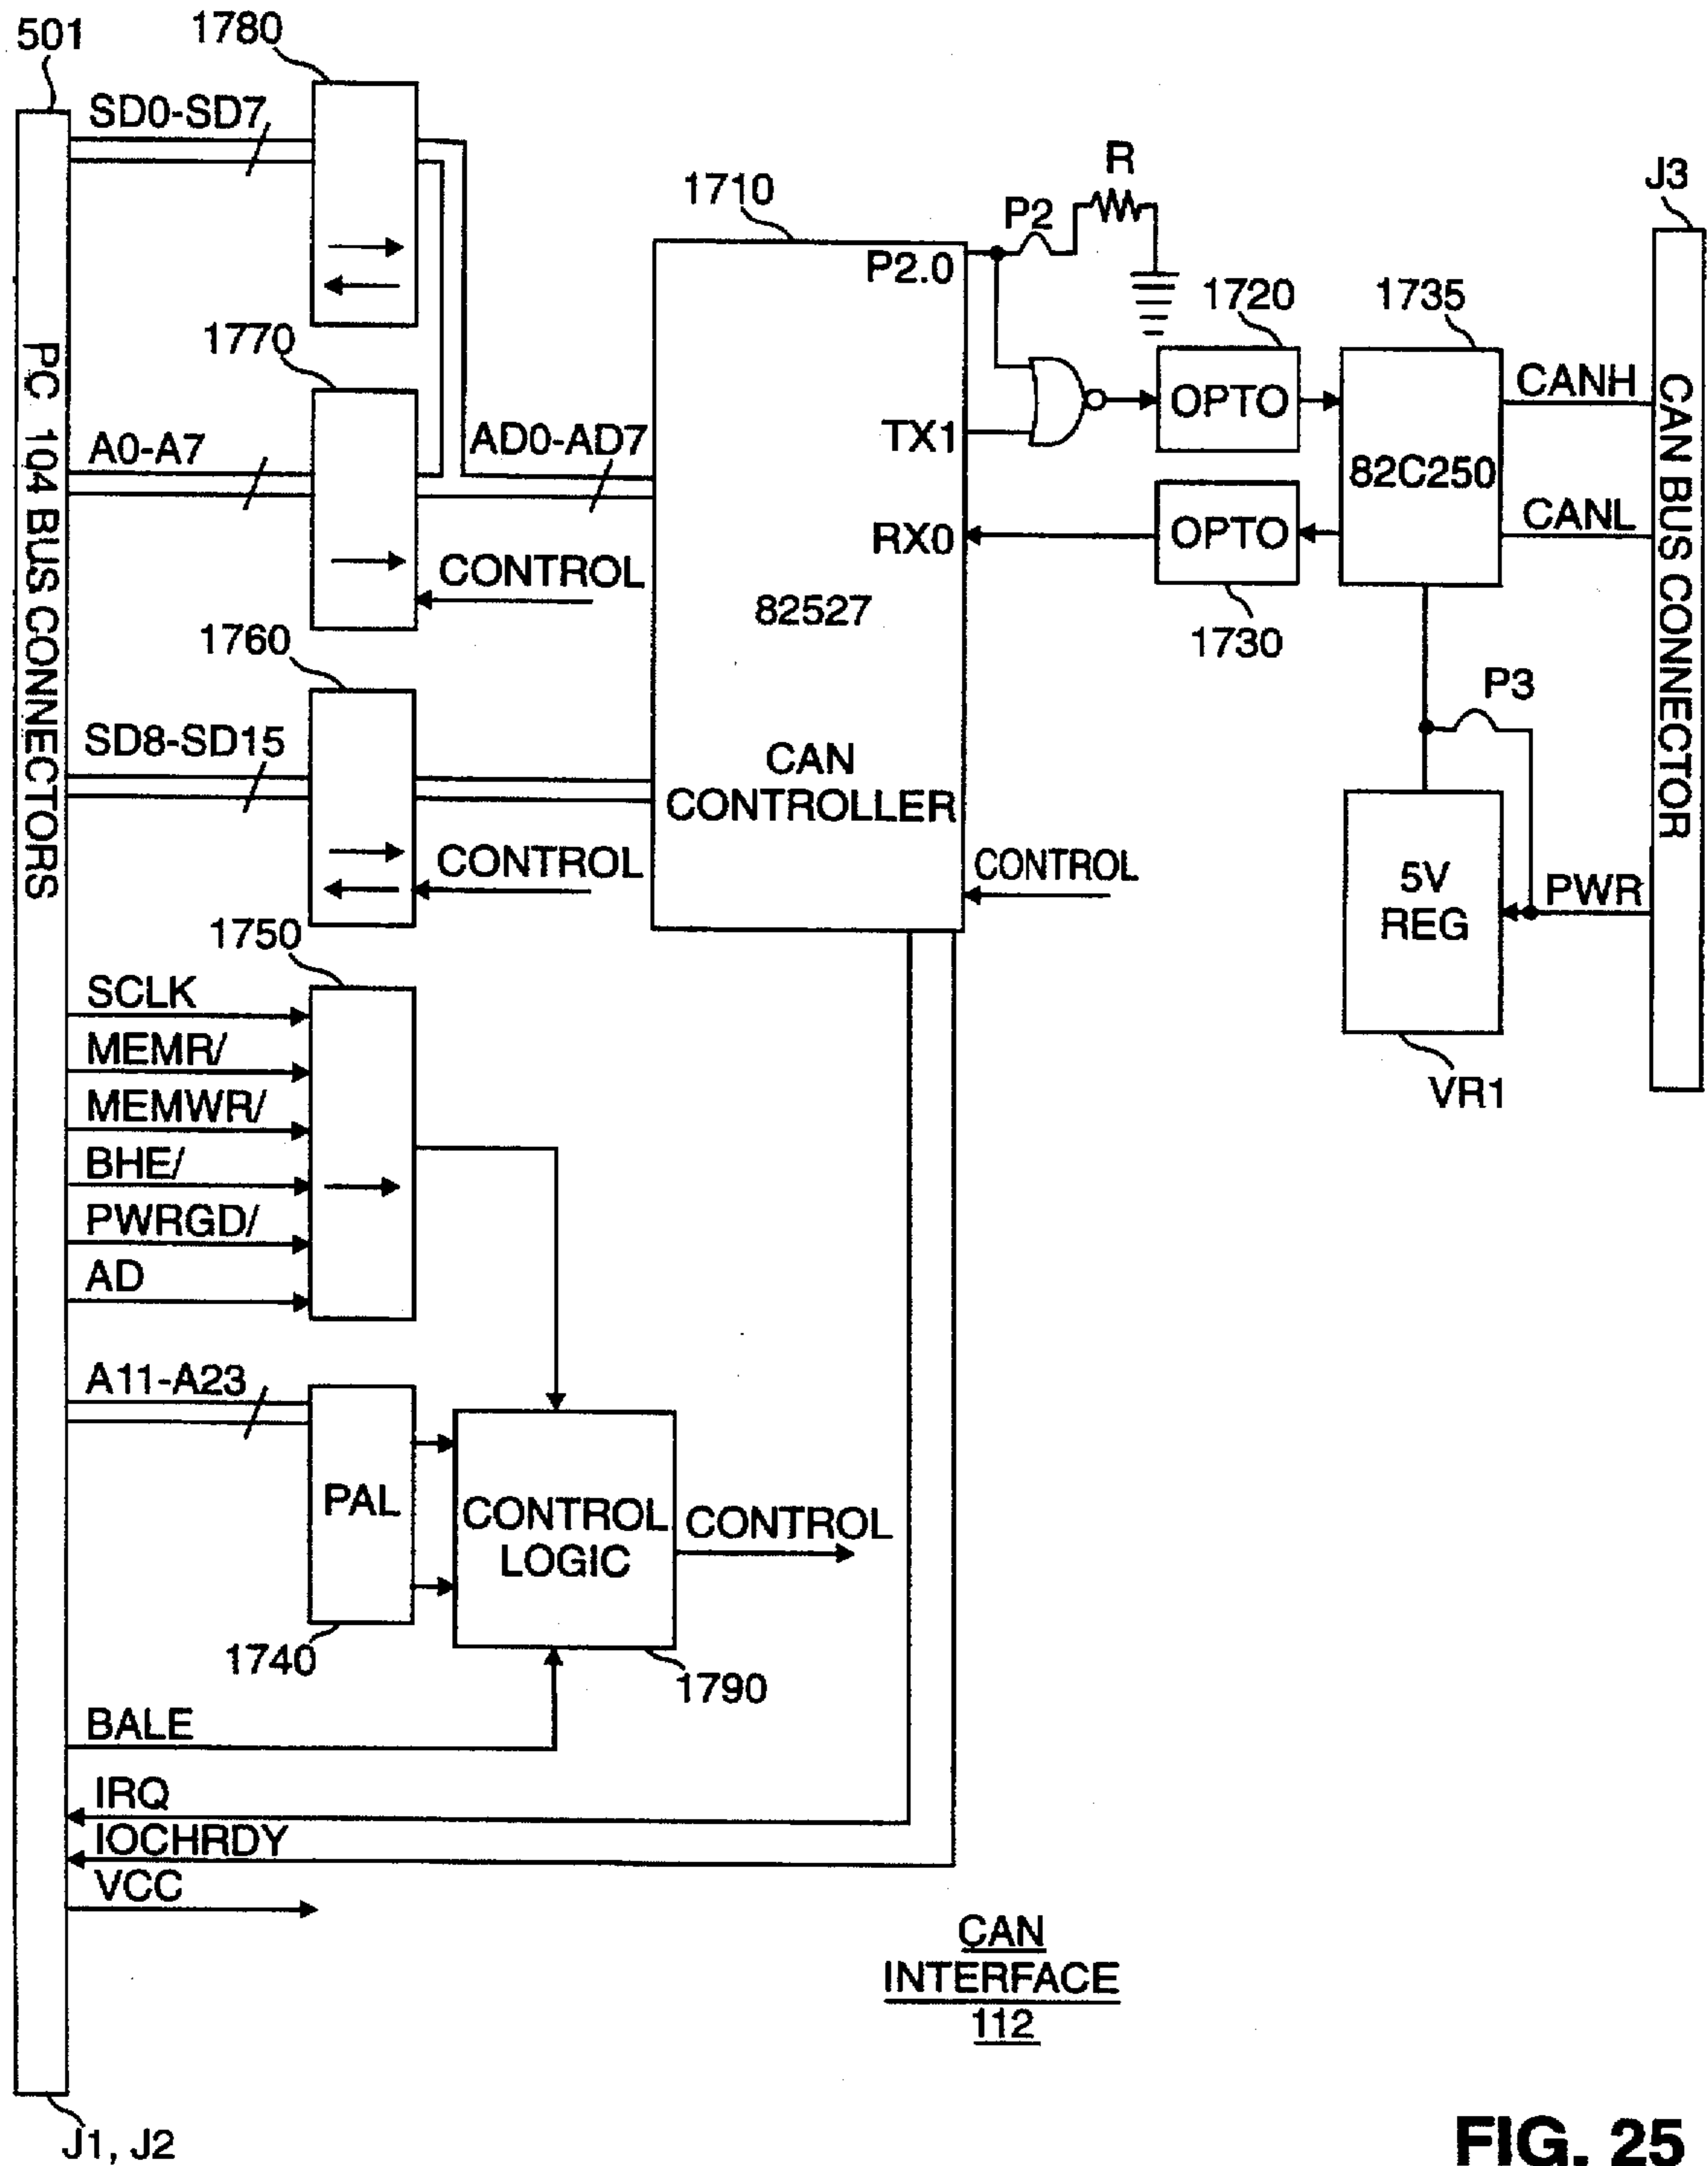 501
1780
SD0-SD7
1710
R
P2
J3
P2.0
1720
1735
1770
A0-A7
AD0-AD7
TX1
OPTO
82C250
CANH
CANL
RX0
OPTO
CONTROL
82527
1730
1760
P3
SD8-SD15
CAN
CONTROLLER
CONTROL
CONTROL
5V
REG
PWR
VR1
PC 104 BUS CONNECTORS
CAN BUS CONNECTOR
1750
SCLK
MEMR/
MEMWR/
BHE/
PWRGD/
AD
A11-A23
PAL
CONTROL
LOGIC
CONTROL
1740
1790
BALE
IRQ
IOCHRDY
VCC
CAN
INTERFACE
112
J1, J2
FIG. 25